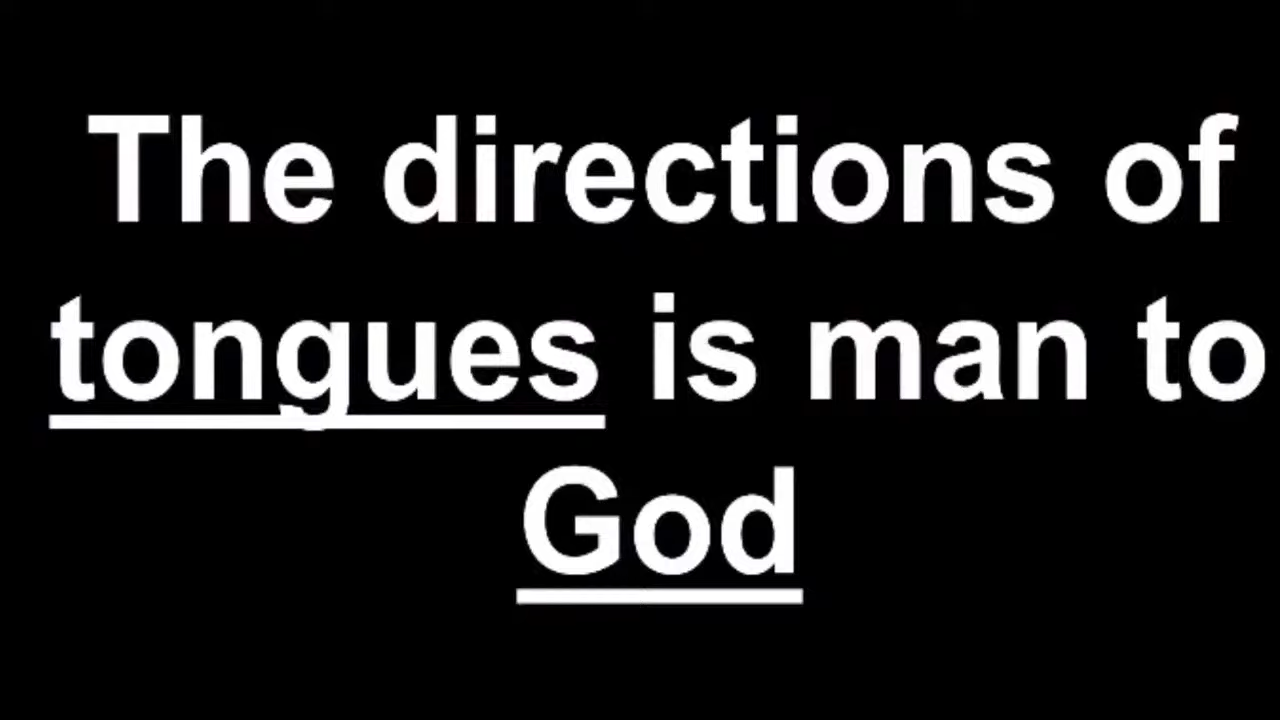 The directions of
tongues is man to
God